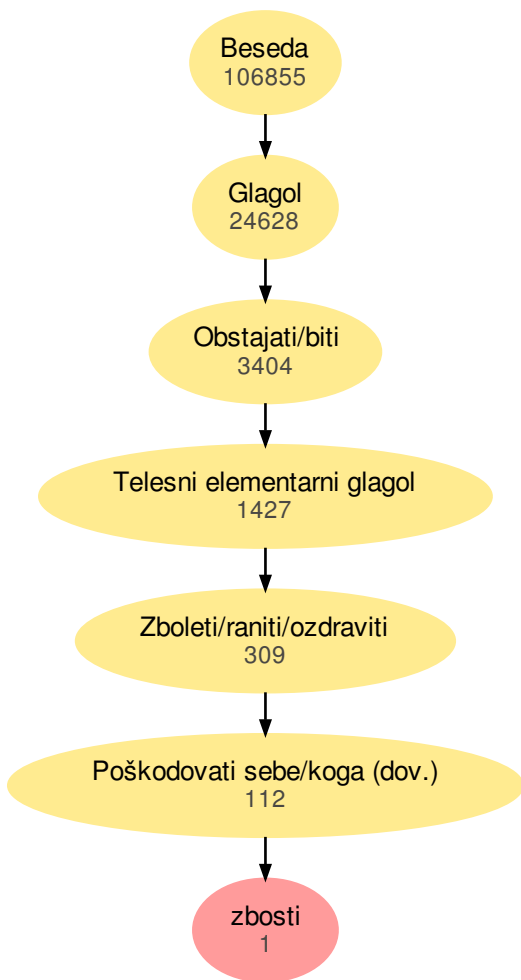 Beseda
106855
Glagol
24628
Obstajati/biti
3404
Telesni elementarni glagol
1427
Zboleti/raniti/ozdraviti
309
Poškodovati sebe/koga (dov.)
112
zbosti
1